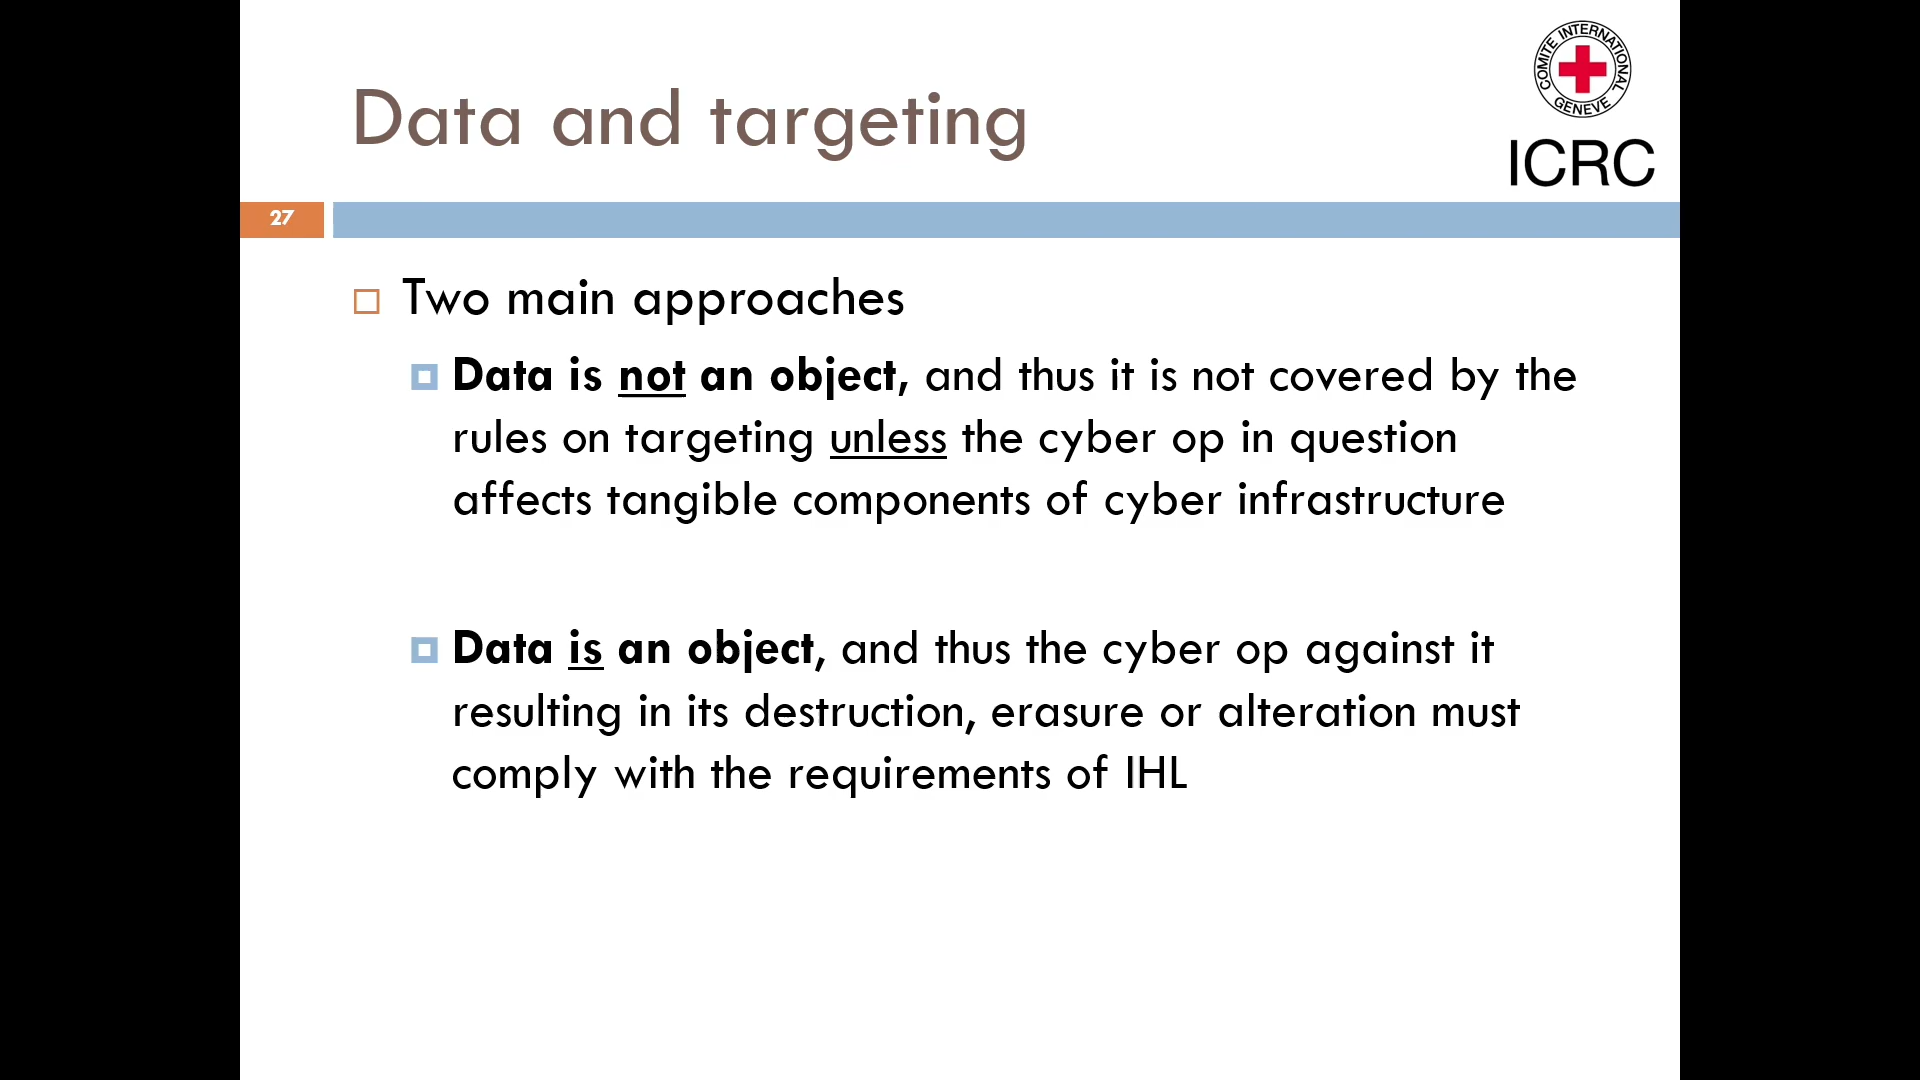 COMITE INTERNATIONAL
GENEVE
ICRC
Data and targeting
27
Two main approaches
Data is not an object, and thus it is not covered by the
rules on targeting unless the cyber op in question
affects tangible components of cyber infrastructure
Data is an object, and thus the cyber op against it
resulting in its destruction, erasure or alteration must
comply with the requirements of IHL